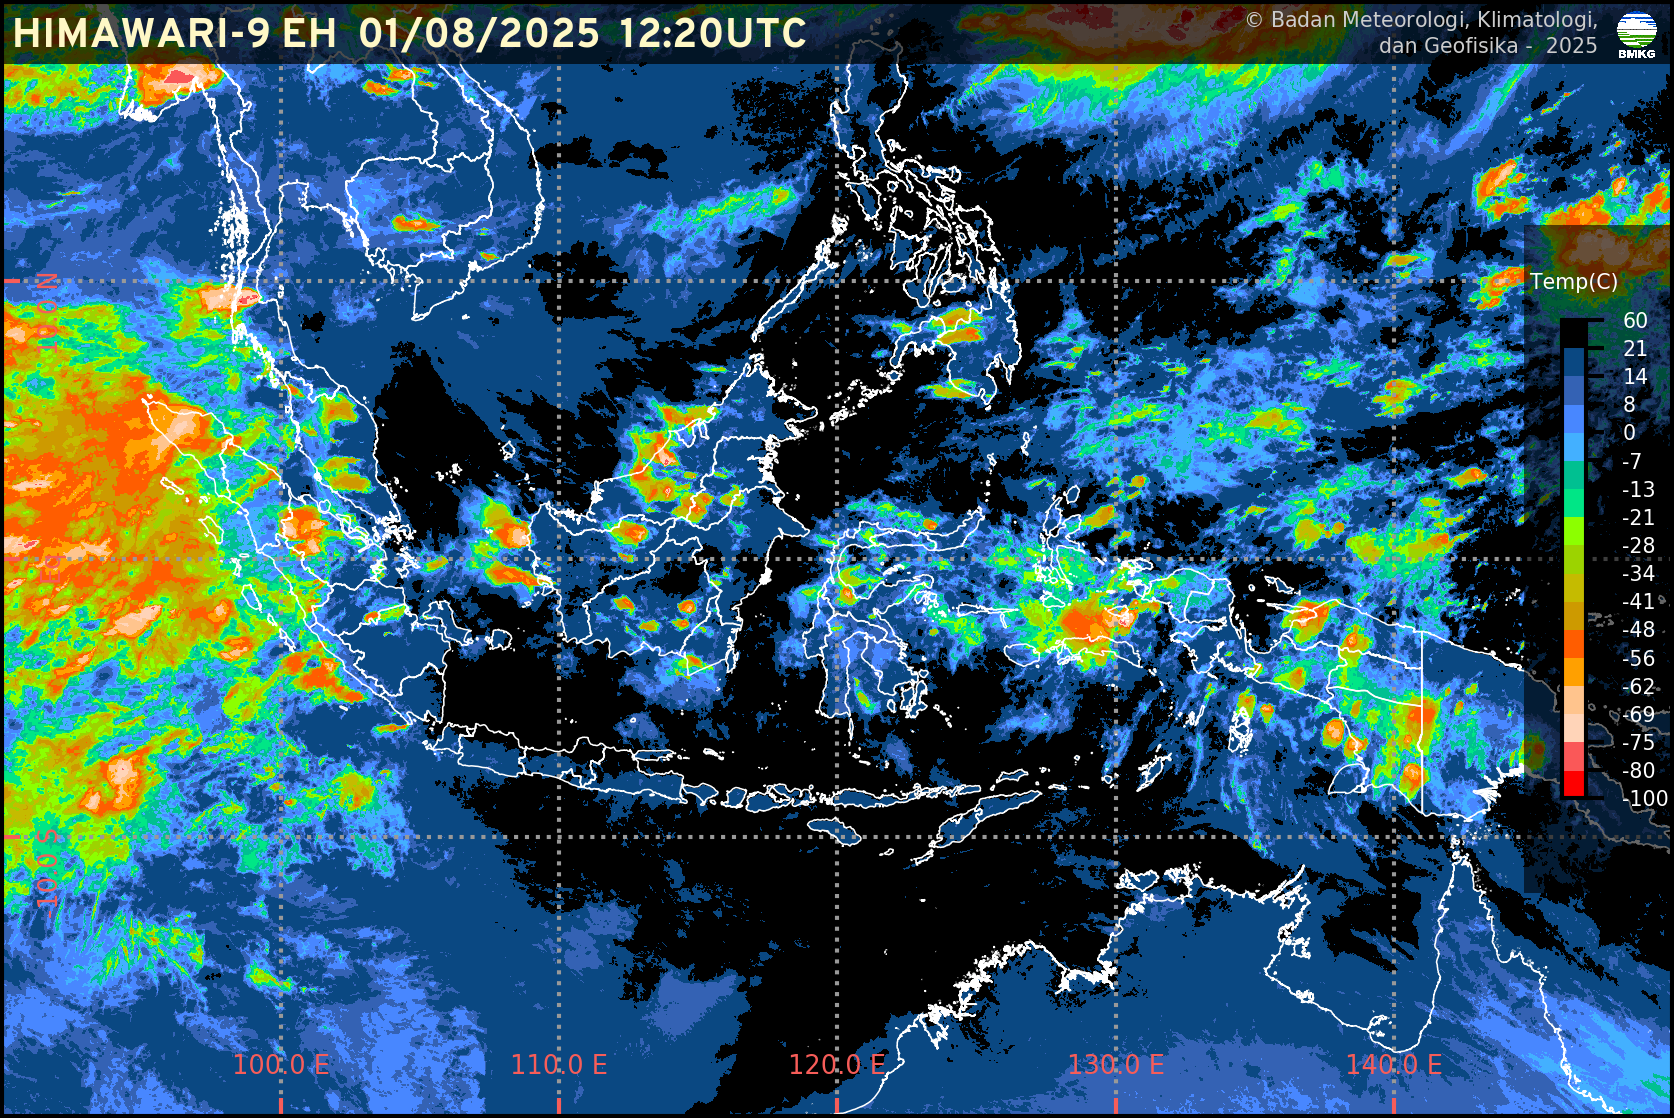 HIMAWARI-9 EH 01/08/2025 12:20UTC
© Badan Meteorologi, Klimatologi,
dan Geofisika - 2025
BMKG
Temp(C)
60
21
14
8
0
-7
-13
-21
-28
-34
-41
-48
-56
-62
-69
-75
-80
-100
-10.0 S
100.0 E
110.0 E
120.0 E
130.0 E
140.0 E